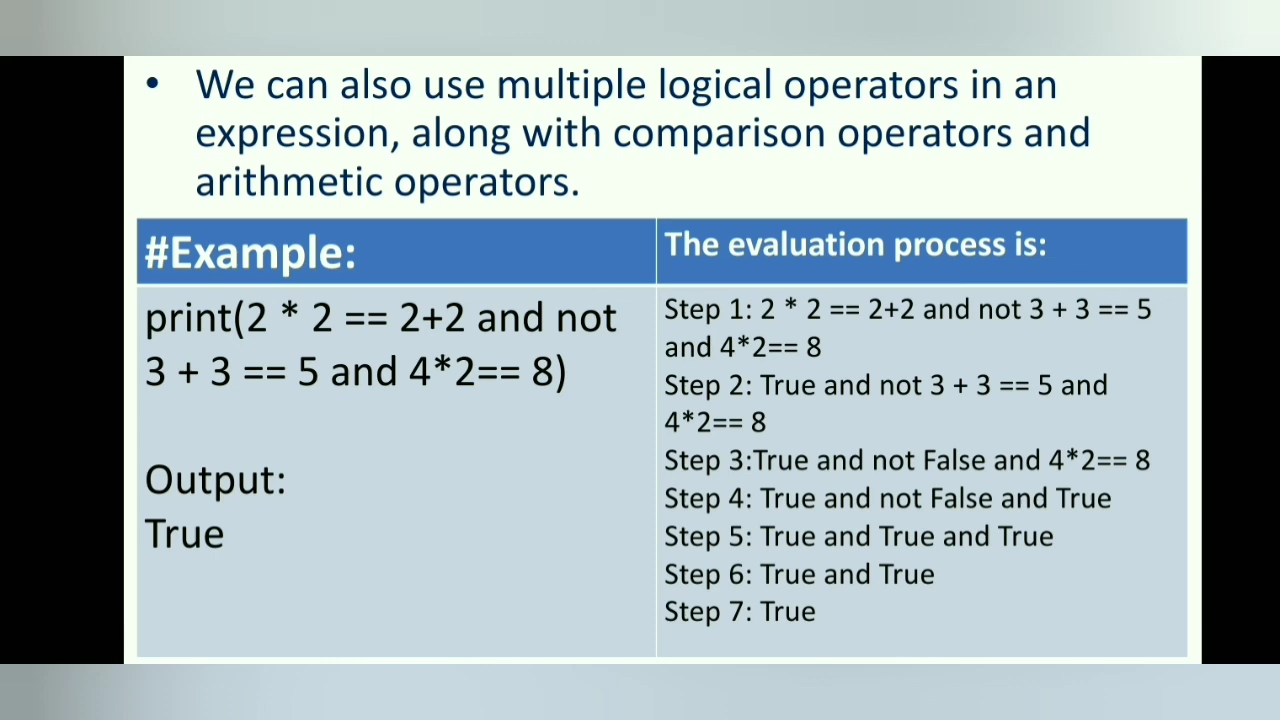 • We can also use multiple logical operators in an
expression, along with comparison operators and
arithmetic operators.
#Example:
print(2 * 2 == 2+2 and not
3 + 3 == 5 and 4*2== 8)
Output:
True
The evaluation process is:
Step 1: 2 * 2 == 2+2 and not 3 + 3 == 5
and 4*2== 8
Step 2: True and not 3 + 3 == 5 and
4*2== 8
Step 3:True and not False and 4*2== 8
Step 4: True and not False and True
Step 5: True and True and True
Step 6: True and True
Step 7: True